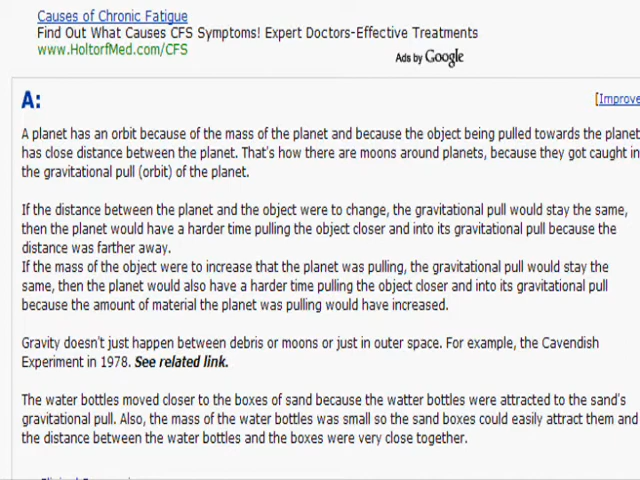 Causes of Chronic Fatigue
Find Out What Causes CFS Symptoms! Expert Doctors-Effective Treatments
www.HoltorfMed.com/CFS
Ads by Google
A:
[Improve
A planet has an orbit because of the mass of the planet and because the object being pulled towards the planet
has close distance between the planet. That's how there are moons around planets, because they got caught in
the gravitational pull (orbit) of the planet.
If the distance between the planet and the object were to change, the gravitational pull would stay the same,
then the planet would have a harder time pulling the object closer and into its gravitational pull because the
distance was farther away.
If the mass of the object were to increase that the planet was pulling, the gravitational pull would stay the
same, then the planet would also have a harder time pulling the object closer and into its gravitational pull
because the amount of material the planet was pulling would have increased.
Gravity doesn't just happen between debris or moons or just in outer space. For example, the Cavendish
Experiment in 1978. See related link.
The water bottles moved closer to the boxes of sand because the watter bottles were attracted to the sand's
gravitational pull. Also, the mass of the water bottles was small so the sand boxes could easily attract them and
the distance between the water bottles and the boxes were very close together.